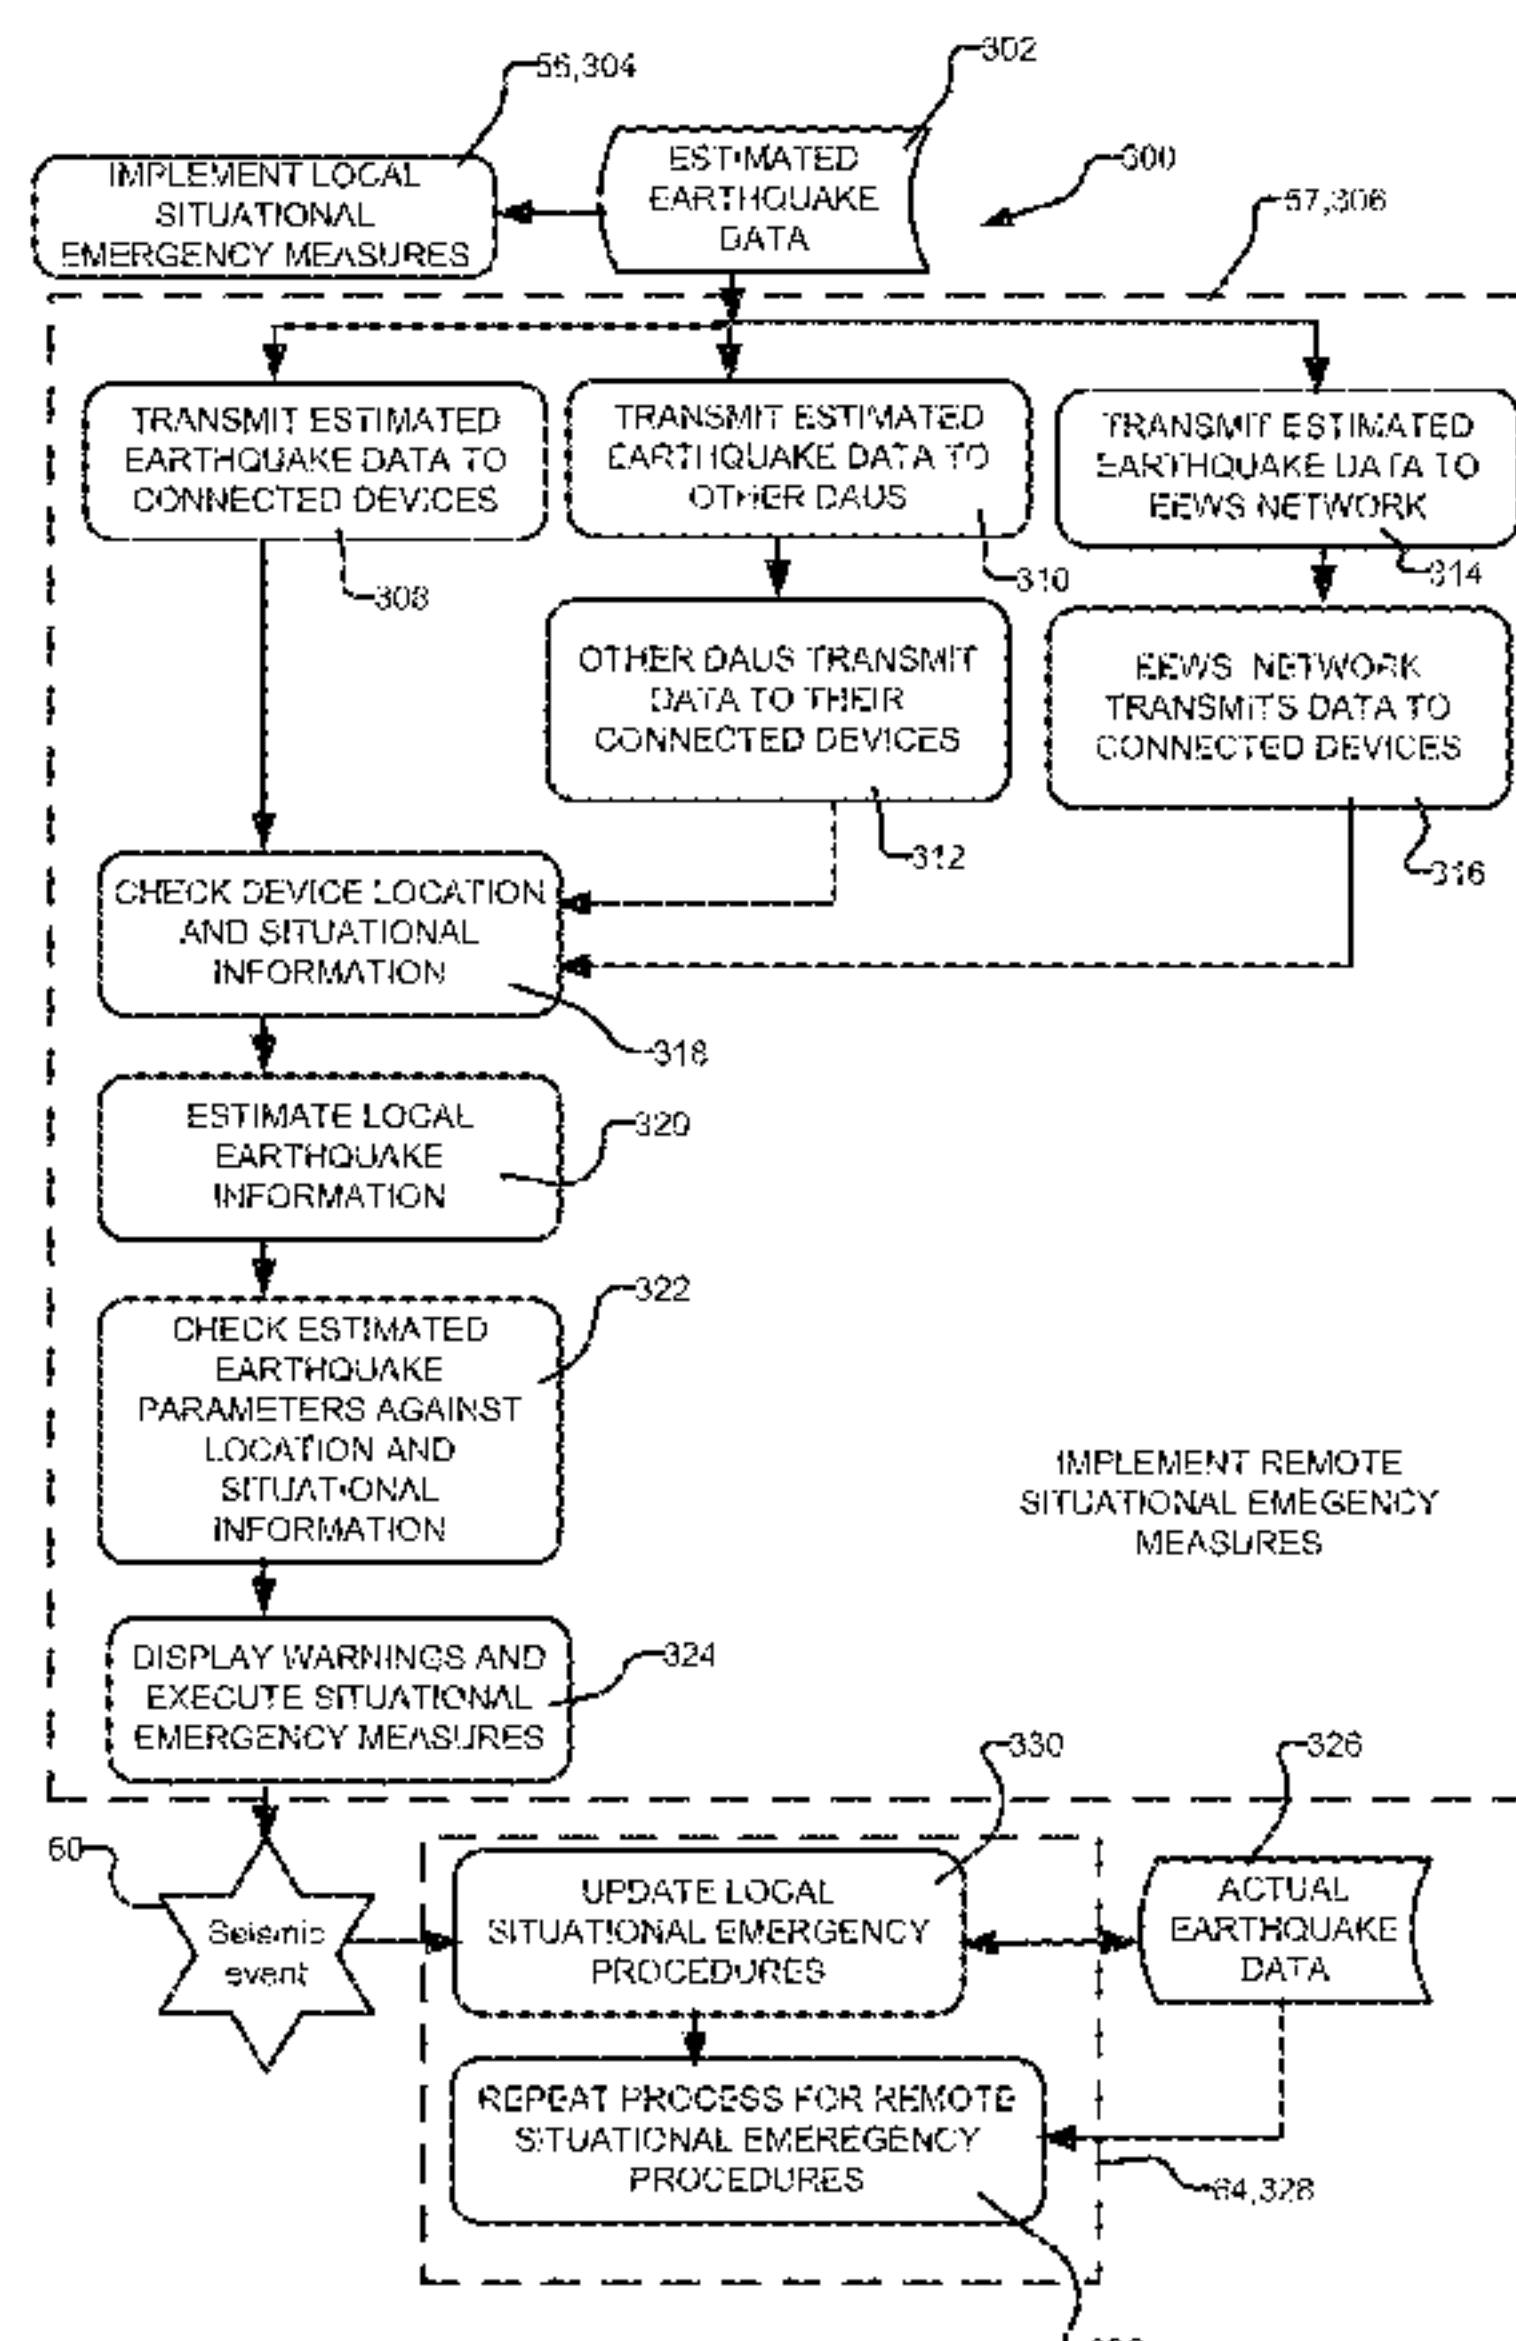 56,304
302
IMPLEMENT LOCAL
SITUATIONAL
EMERGENCY MEASURES
ESTIMATED
EARTHQUAKE
DATA
300
57,306
TRANSMIT ESTIMATED
EARTHQUAKE DATA TO
CONNECTED DEVICES
308
TRANSMIT ESTIMATED
EARTHQUAKE DATA TO
OTHER DAUS
310
TRANSMIT ESTIMATED
EARTHQUAKE DATA TO
EEWS NETWORK
314
OTHER DAUS TRANSMIT
DATA TO THEIR
CONNECTED DEVICES
312
EEWS NETWORK
TRANSMITS DATA TO
CONNECTED DEVICES
316
CHECK DEVICE LOCATION
AND SITUATIONAL
INFORMATION
318
ESTIMATE LOCAL
EARTHQUAKE
INFORMATION
320
CHECK ESTIMATED
EARTHQUAKE
PARAMETERS AGAINST
LOCATION AND
SITUATIONAL
INFORMATION
322
IMPLEMENT REMOTE
SITUATIONAL EMEGENCY
MEASURES
DISPLAY WARNINGS AND
EXECUTE SITUATIONAL
EMERGENCY MEASURES
324
330
326
60
Seismic
event
UPDATE LOCAL
SITUATIONAL EMERGENCY
PROCEDURES
ACTUAL
EARTHQUAKE
DATA
REPEAT PROCESS FOR REMOTE
SITUATIONAL EMEREGENCY
PROCEDURES
64,328